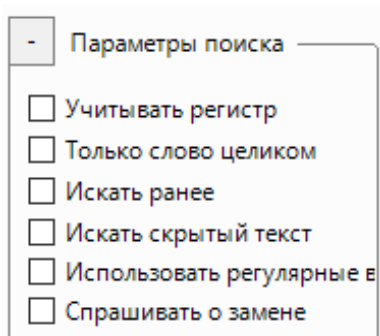 - Параметры поиска
Учитывать регистр
Только слово целиком
Искать ранее
Искать скрытый текст
Использовать регулярные в
Спрашивать о замене